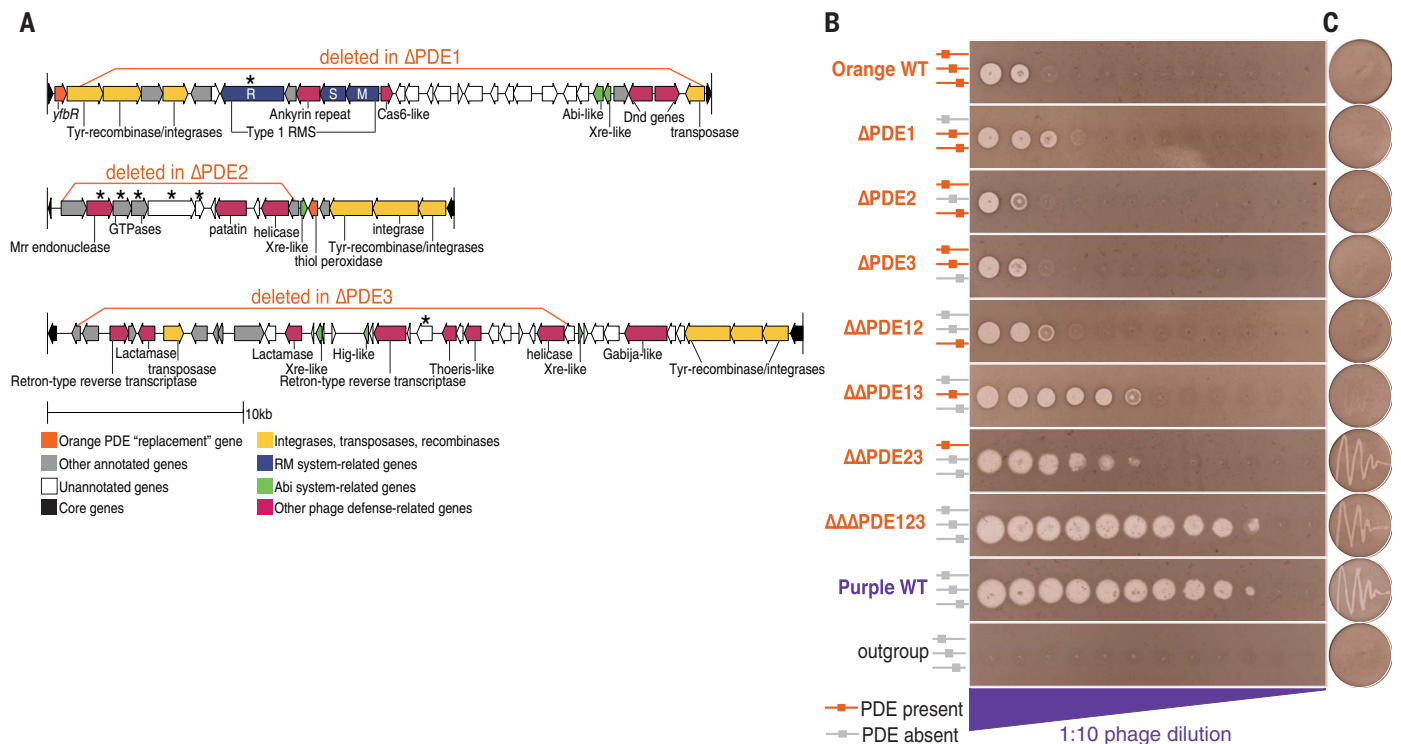 A
deleted in ΔPDE1
*
R
S
M
yfbR
Ankyrin repeat
Cas6-like
Abi-like
Dnd genes
Tyr-recombinase/integrases
Type 1 RMS
Xre-like
transposase
deleted in ΔPDE2
* * * * *
GTPases
patatin
helicase
integrase
Mrr endonuclease
Xre-like
Tyr-recombinase/integrases
thiol peroxidase
deleted in ΔPDE3
*
Lactamase
Lactamase
Hig-like
Thoeris-like
helicase
Gabija-like
transposase
Xre-like
Xre-like
Tyr-recombinase/integrases
Retron-type reverse transcriptase
Retron-type reverse transcriptase
10kb
Orange PDE “replacement” gene
Integrases, transposases, recombinases
Other annotated genes
RM system-related genes
Unannotated genes
Abi system-related genes
Core genes
Other phage defense-related genes
B
C
Orange WT
ΔPDE1
ΔPDE2
ΔPDE3
ΔΔPDE12
ΔΔPDE13
ΔΔPDE23
ΔΔΔPDE123
Purple WT
outgroup
PDE present
PDE absent
1:10 phage dilution